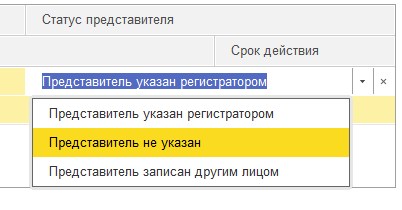 Статус представителя
Срок действия
Представитель указан регистратором
Представитель указан регистратором
Представитель не указан
Представитель записан другим лицом